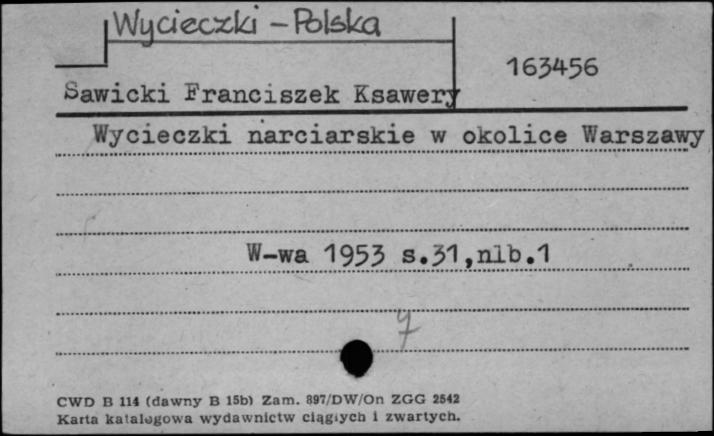 Wycieczki - Polska
163456
Sawicki Franciszek Ksawery
Wycieczki narciarskie w okolice Warszawy
W-wa 1953 s.31,nlb.1
CWD B 114 (dawny B 15b) Zam. 897/DW/On ZGG 2542
Karta katalogowa wydawnictw ciągłych i zwartych.